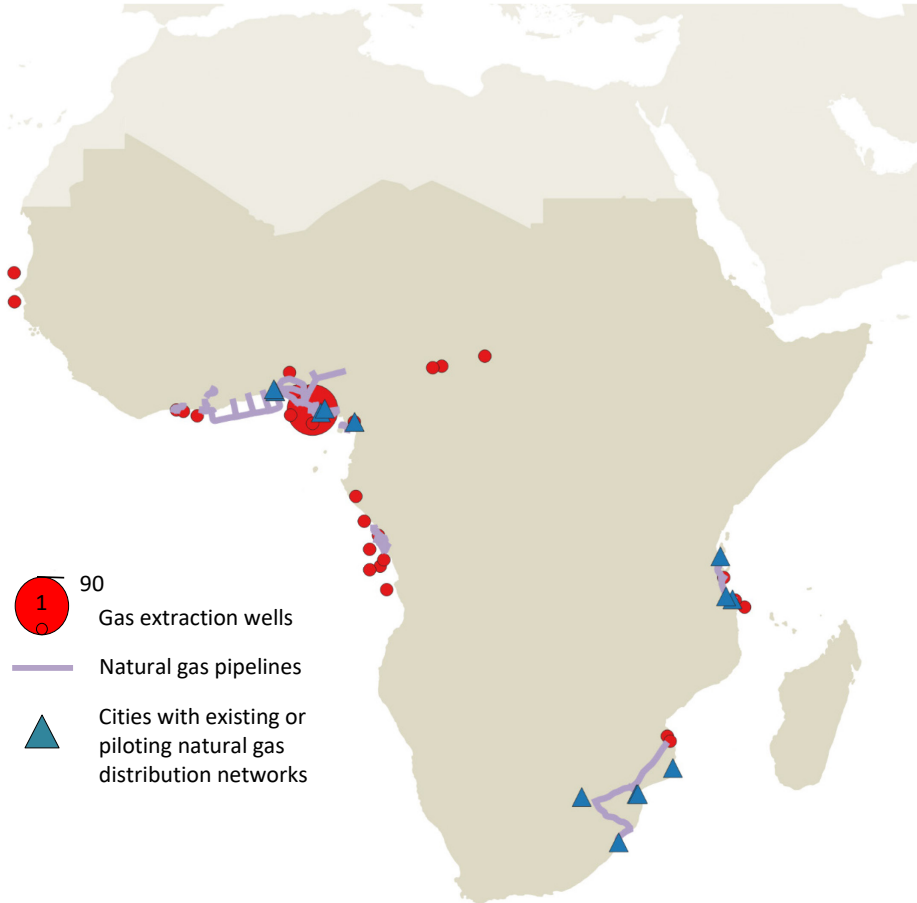 90
1
Gas extraction wells
Natural gas pipelines
Cities with existing or
piloting natural gas
distribution networks